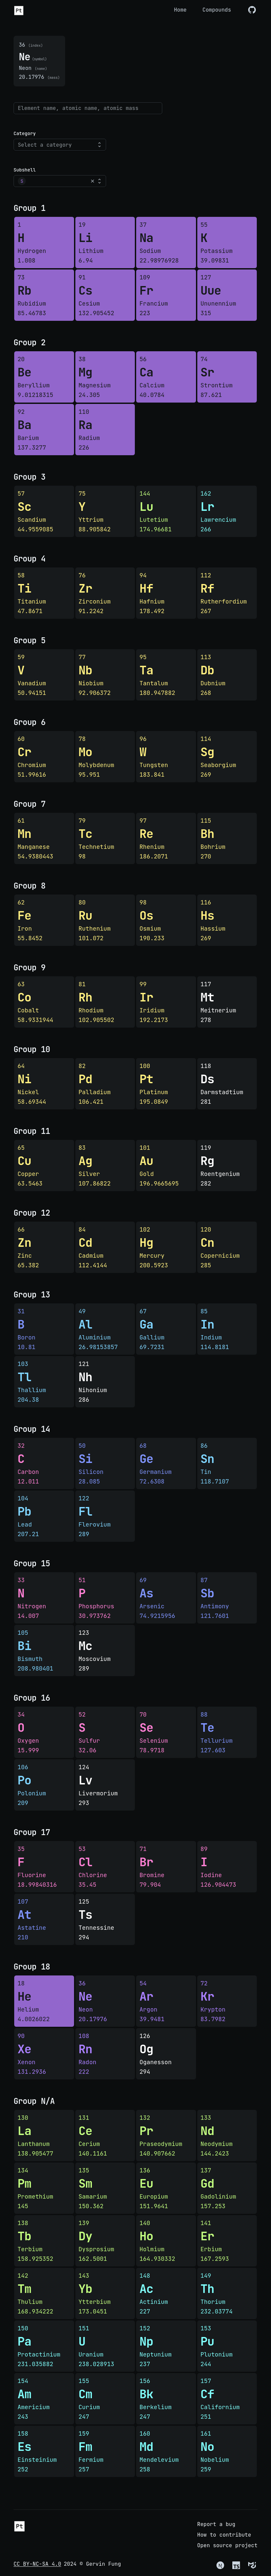 Pt
Home
Compounds
36 (index)
Ne (symbol)
Neon (name)
20.17976 (mass)
Element name, atomic name, atomic mass
Category
Select a category
Subshell
s
Group 1
1
H
Hydrogen
1.008
19
Li
Lithium
6.94
37
Na
Sodium
22.98976928
55
K
Potassium
39.09831
73
Rb
Rubidium
85.46783
91
Cs
Cesium
132.905452
109
Fr
Francium
223
127
Uue
Ununennium
315
Group 2
20
Be
Beryllium
9.01218315
38
Mg
Magnesium
24.305
56
Ca
Calcium
40.0784
74
Sr
Strontium
87.621
92
Ba
Barium
137.3277
110
Ra
Radium
226
Group 3
57
Sc
Scandium
44.9559085
75
Y
Yttrium
88.905842
144
Lu
Lutetium
174.96681
162
Lr
Lawrencium
266
Group 4
58
Ti
Titanium
47.8671
76
Zr
Zirconium
91.2242
94
Hf
Hafnium
178.492
112
Rf
Rutherfordium
267
Group 5
59
V
Vanadium
50.94151
77
Nb
Niobium
92.906372
95
Ta
Tantalum
180.947882
113
Db
Dubnium
268
Group 6
60
Cr
Chromium
51.99616
78
Mo
Molybdenum
95.951
96
W
Tungsten
183.841
114
Sg
Seaborgium
269
Group 7
61
Mn
Manganese
54.9380443
79
Tc
Technetium
98
97
Re
Rhenium
186.2071
115
Bh
Bohrium
270
Group 8
62
Fe
Iron
55.8452
80
Ru
Ruthenium
101.072
98
Os
Osmium
190.233
116
Hs
Hassium
269
Group 9
63
Co
Cobalt
58.9331944
81
Rh
Rhodium
102.905502
99
Ir
Iridium
192.2173
117
Mt
Meitnerium
278
Group 10
64
Ni
Nickel
58.69344
82
Pd
Palladium
106.421
100
Pt
Platinum
195.0849
118
Ds
Darmstadtium
281
Group 11
65
Cu
Copper
63.5463
83
Ag
Silver
107.86822
101
Au
Gold
196.9665695
119
Rg
Roentgenium
282
Group 12
66
Zn
Zinc
65.382
84
Cd
Cadmium
112.4144
102
Hg
Mercury
200.5923
120
Cn
Copernicium
285
Group 13
31
B
Boron
10.81
49
Al
Aluminium
26.98153857
67
Ga
Gallium
69.7231
85
In
Indium
114.8181
103
Tl
Thallium
204.38
121
Nh
Nihonium
286
Group 14
32
C
Carbon
12.011
50
Si
Silicon
28.085
68
Ge
Germanium
72.6308
86
Sn
Tin
118.7107
104
Pb
Lead
207.21
122
Fl
Flerovium
289
Group 15
33
N
Nitrogen
14.007
51
P
Phosphorus
30.973762
69
As
Arsenic
74.9215956
87
Sb
Antimony
121.7601
105
Bi
Bismuth
208.980401
123
Mc
Moscovium
289
Group 16
34
O
Oxygen
15.999
52
S
Sulfur
32.06
70
Se
Selenium
78.9718
88
Te
Tellurium
127.603
106
Po
Polonium
209
124
Lv
Livermorium
293
Group 17
35
F
Fluorine
18.99840316
53
Cl
Chlorine
35.45
71
Br
Bromine
79.904
89
I
Iodine
126.904473
107
At
Astatine
210
125
Ts
Tennessine
294
Group 18
18
He
Helium
4.0026022
36
Ne
Neon
20.17976
54
Ar
Argon
39.9481
72
Kr
Krypton
83.7982
90
Xe
Xenon
131.2936
108
Rn
Radon
222
126
Og
Oganesson
294
Group N/A
130
La
Lanthanum
138.905477
131
Ce
Cerium
140.1161
132
Pr
Praseodymium
140.907662
133
Nd
Neodymium
144.2423
134
Pm
Promethium
145
135
Sm
Samarium
150.362
136
Eu
Europium
151.9641
137
Gd
Gadolinium
157.253
138
Tb
Terbium
158.925352
139
Dy
Dysprosium
162.5001
140
Ho
Holmium
164.930332
141
Er
Erbium
167.2593
142
Tm
Thulium
168.934222
143
Yb
Ytterbium
173.0451
148
Ac
Actinium
227
149
Th
Thorium
232.03774
150
Pa
Protactinium
231.035882
151
U
Uranium
238.028913
152
Np
Neptunium
237
153
Pu
Plutonium
244
154
Am
Americium
243
155
Cm
Curium
247
156
Bk
Berkelium
247
157
Cf
Californium
251
158
Es
Einsteinium
252
159
Fm
Fermium
257
160
Md
Mendelevium
258
161
No
Nobelium
259
Pt
Report a bug
How to contribute
Open source project
CC BY-NC-SA 4.0 2024 © Gervin Fung